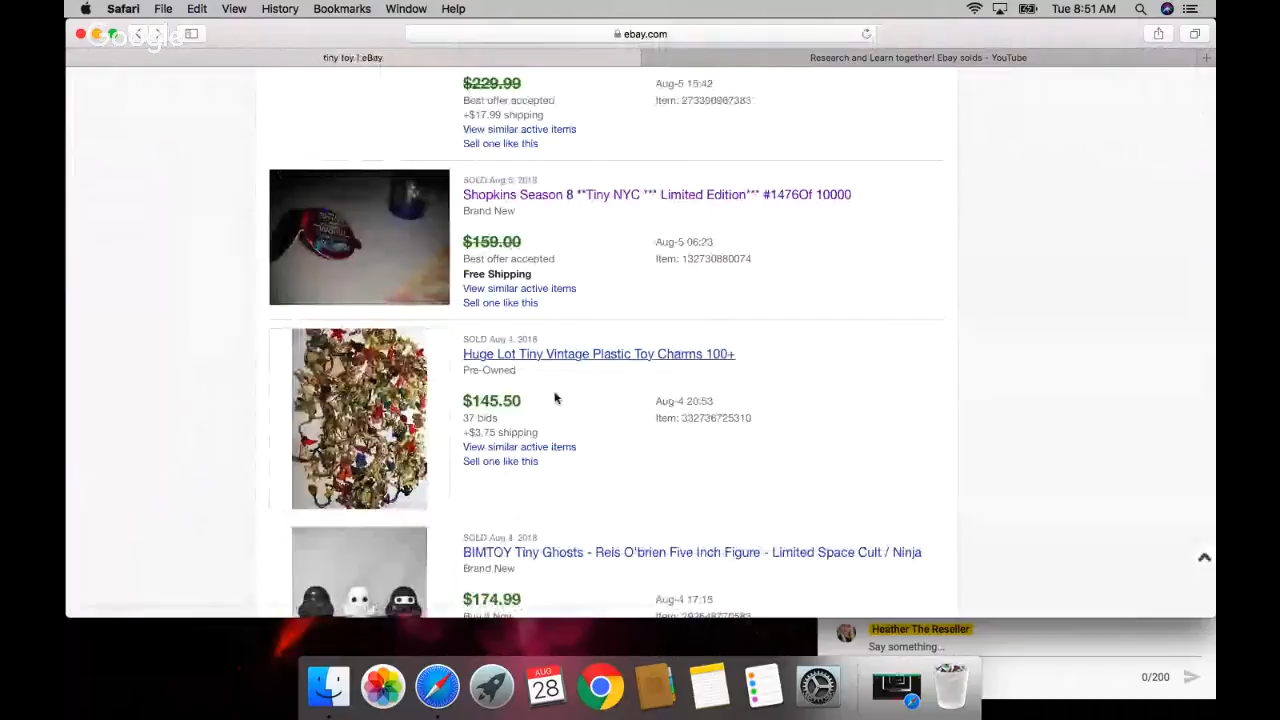 Safari File Edit View History Bookmarks Window Help
Tue 8:51 AM
Google
ebay.com
tiny toy | eBay
Research and Learn together! Ebay solds - YouTube
$229.99
Aug-5 15:42
Best offer accepted
+$17.99 shipping
View similar active items
Sell one like this
Shopkins Season 8 **Tiny NYC *** Limited Edition*** #1476Of 10000
Brand New
$159.00
Aug-5 06:23
Best offer accepted
Item: 132730880074
Free Shipping
View similar active items
Sell one like this
SOLD Aug 4, 2018
Huge Lot Tiny Vintage Plastic Toy Charms 100+
Pre-Owned
$145.50
Aug-4 20:53
37 bids
Item: 332736725310
+$3.75 shipping
View similar active items
Sell one like this
SOLD Aug 4, 2018
BIMTOY Tiny Ghosts - Reis O'brien Five Inch Figure - Limited Space Cult / Ninja
Brand New
$174.99
Aug-4 17:15
Heather The Reseller
Say something...
0/200
AUG
28